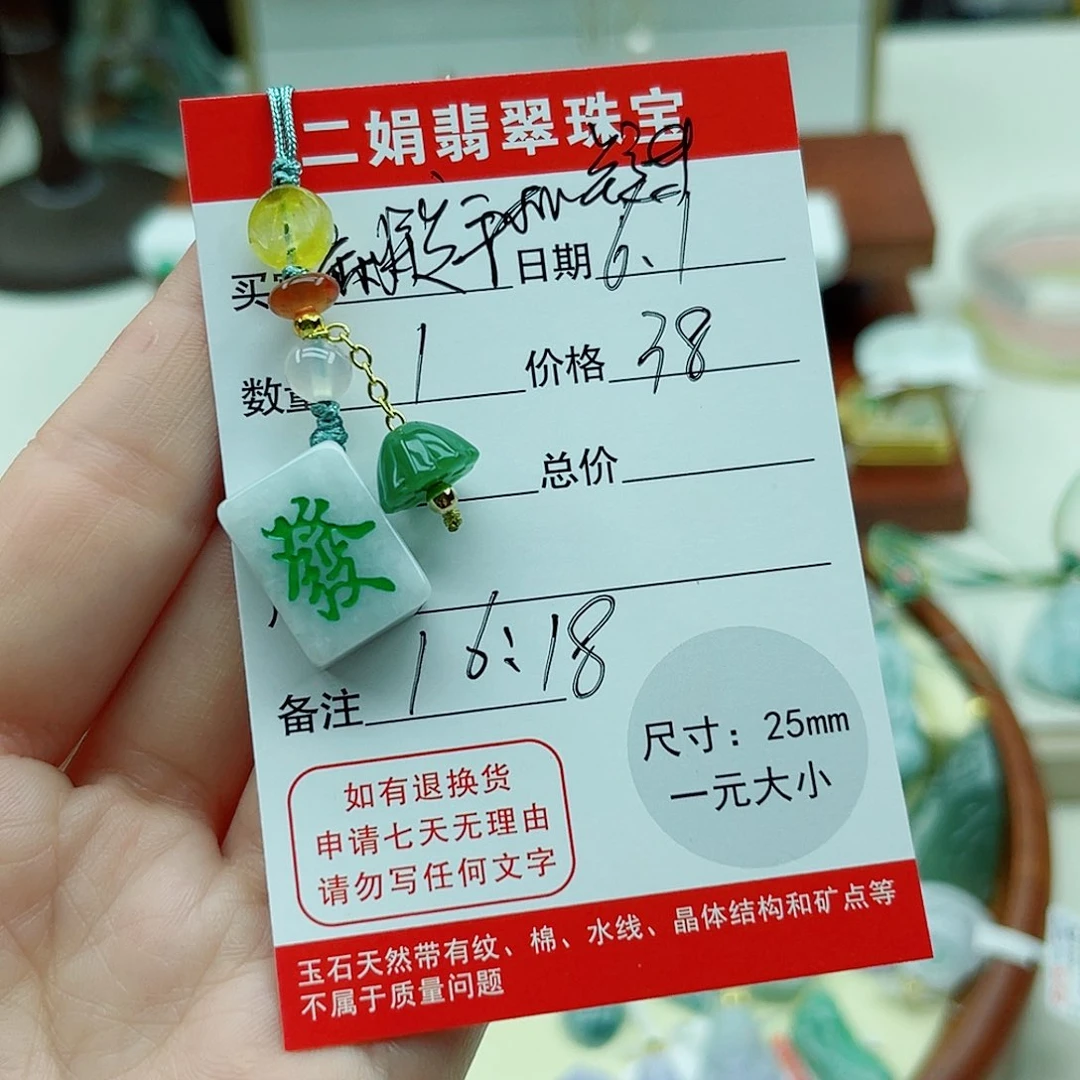 二娟翡翠珠宝
买 日期 6.1
数量 1 价格 38
总价
發
备注 16:18
尺寸：25mm
一元大小
如有退换货
申请七天无理由
请勿写任何文字
玉石天然带有纹、棉、水线、晶体结构和矿点等
不属于质量问题